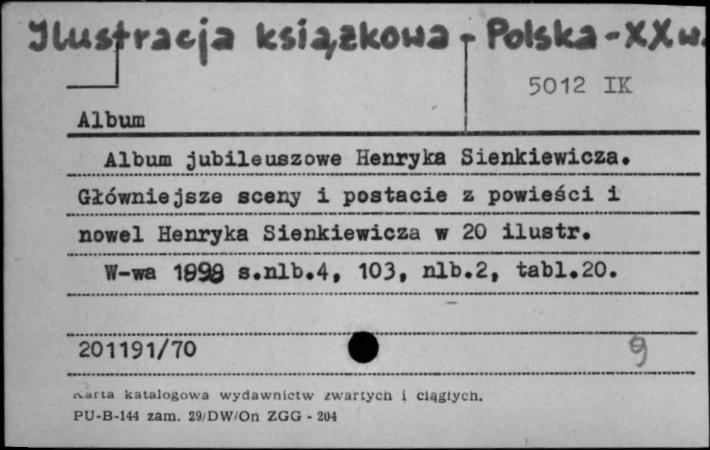 Ilustracja książkowa - Polska - XX w.
5012 IK
Album
Album jubileuszowe Henryka Sienkiewicza.
Główniejsze sceny i postacie z powieści i
nowel Henryka Sienkiewicza w 20 ilustr.
W-wa 1898 s.nlb.4, 103, nlb.2, tabl.20.
201191/70
9
Karta katalogowa wydawnictw zwartych i ciągłych.
PU-B-144 zam. 29/DW/On ZGG - 204